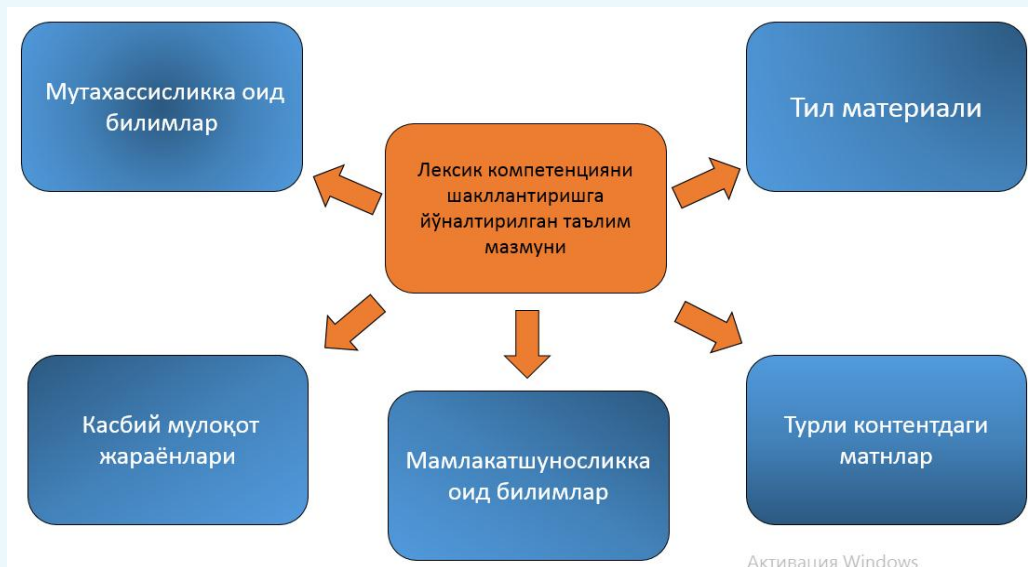 Мутахассисликка оид
билимлар
Тил материали
Лексик компетенцияни
шакллантиришга
йўналтирилган таълим
мазмуни
Касбий мулоқот
жараёнлари
Мамлакатшуносликка
оид билимлар
Турли контентдаги
матнлар
Активация Windows